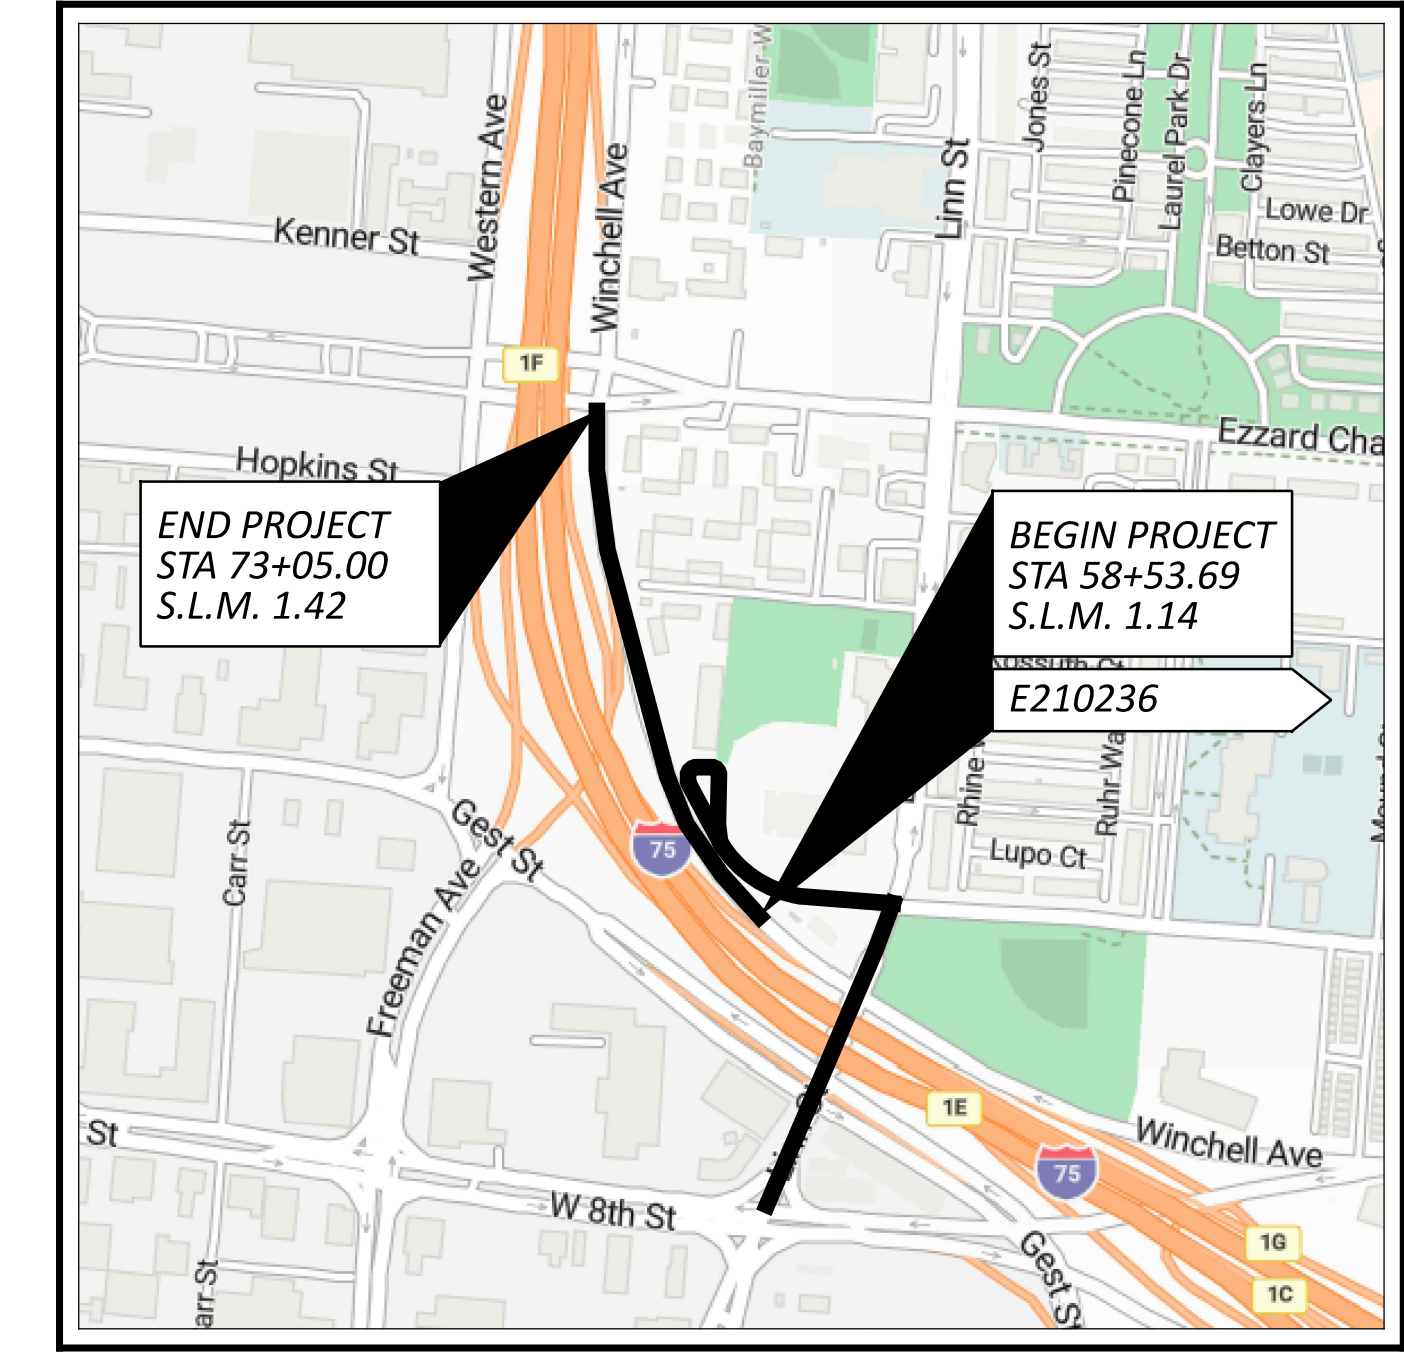 Western Ave
Winchell Ave
Baymiller
Linn St
Jones St
Pinecone Ln
Laurel Park Dr
Clayers Ln
Lowe Dr
Betton St
Kenner St
1F
Ezzard Cha
Hopkins St
END PROJECT
STA 73+05.00
S.L.M. 1.42
BEGIN PROJECT
STA 58+53.69
S.L.M. 1.14
E210236
Rhine
Ruhr Wa
Lupo Ct
75
Gest St
Carr St
Freeman Ave
1E
Winchell Ave
75
St
W 8th St
Gest St
1G
1C
arr St